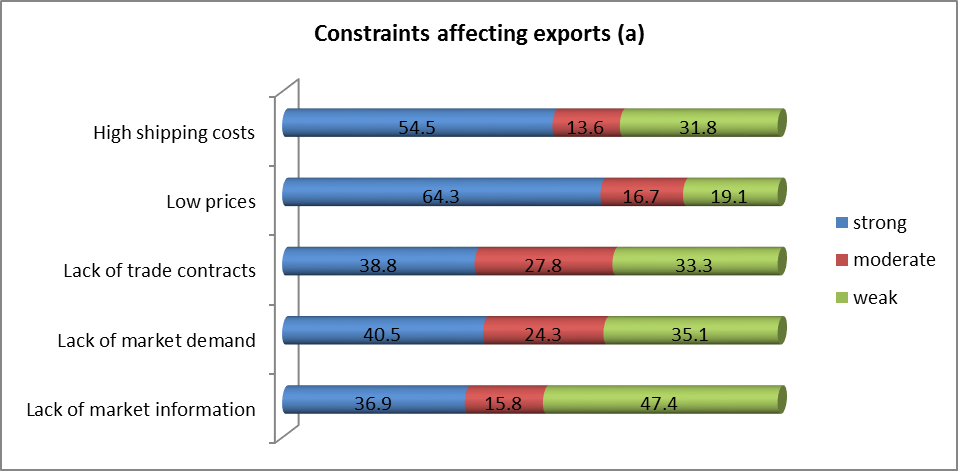 Constraints affecting exports (a)
High shipping costs
54.5 13.6 31.8
Low prices
64.3 16.7 19.1
Lack of trade contracts
38.8 27.8 33.3
Lack of market demand
40.5 24.3 35.1
Lack of market information
36.9 15.8 47.4
strong
moderate
weak